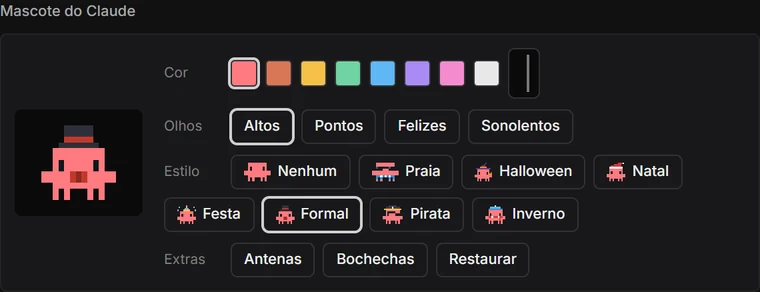 Mascote do Claude
Cor
Olhos Altos Pontos Felizes Sonolentos
Estilo Nenhum Praia Halloween Natal
Festa Formal Pirata Inverno
Extras Antenas Bochechas Restaurar